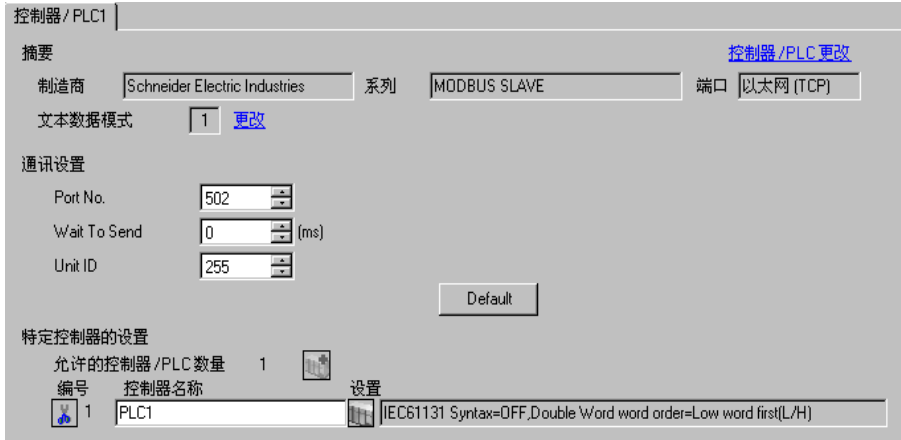 控制器/PLC1
摘要 控制器/PLC更改
制造商 Schneider Electric Industries 系列 MODBUS SLAVE 端口 以太网 (TCP)
文本数据模式 1 更改
通讯设置
Port No. 502
Wait To Send 0 (ms)
Unit ID 255
Default
特定控制器的设置
允许的控制器/PLC数量 1
编号 控制器名称 设置
1 PLC1 IEC61131 Syntax=OFF,Double Word word order=Low word first(L/H)